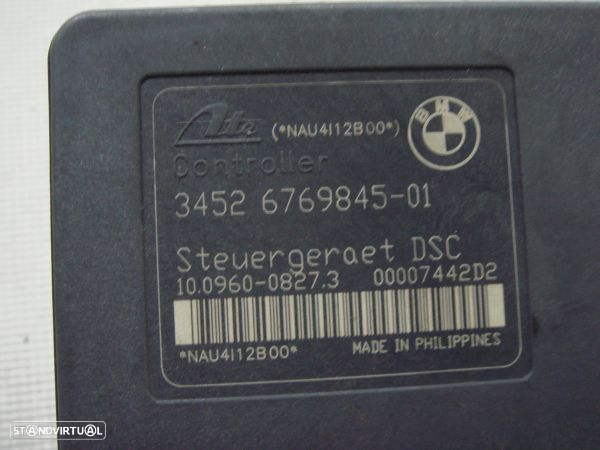 Ate (*NAU4I12B00*) BMW
Controller
3452 6769845-01
Steuergeraet DSC
10.0960-0827.3 00007442D2
*NAU4I12B00* MADE IN PHILIPPINES
STANDVIRTUAL